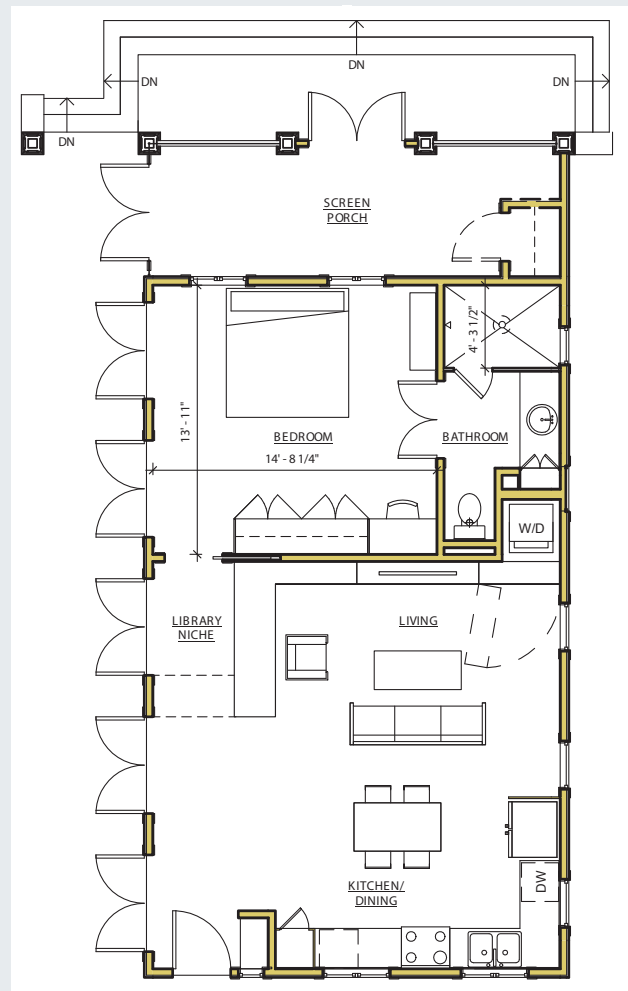 DN
DN
DN
DN
SCREEN
PORCH
4' - 3 1/2"
13' - 11"
BEDROOM
BATHROOM
14' - 8 1/4"
W/D
LIBRARY
NICHE
LIVING
KITCHEN/
DINING
DW